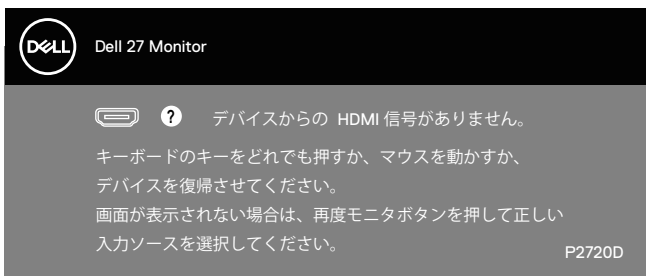 DELL
Dell 27 Monitor
? デバイスからの HDMI 信号がありません。
キーボードのキーをどれでも押すか、マウスを動かすか、
デバイスを復帰させてください。
画面が表示されない場合は、再度モニタボタンを押して正しい
入力ソースを選択してください。
P2720D